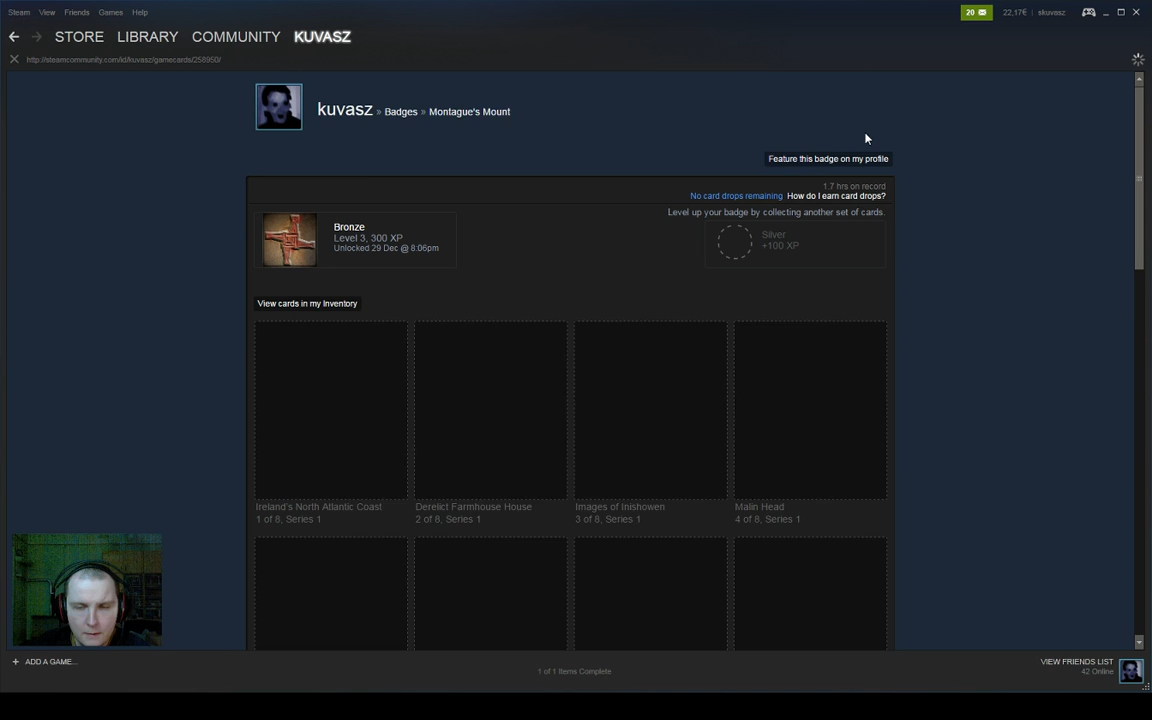 Steam View Friends Games Help
20 22,17€ | skuvasz
STORE LIBRARY COMMUNITY KUVASZ
http://steamcommunity.com/id/kuvasz/gamecards/258950/
kuvasz » Badges » Montague's Mount
Feature this badge on my profile
1.7 hrs on record
No card drops remaining How do I earn card drops?
Level up your badge by collecting another set of cards.
Bronze
Level 3, 300 XP
Unlocked 29 Dec @ 8:06pm
Silver
+100 XP
View cards in my Inventory
Ireland's North Atlantic Coast
1 of 8, Series 1
Derelict Farmhouse House
2 of 8, Series 1
Images of Inishowen
3 of 8, Series 1
Malin Head
4 of 8, Series 1
+ ADD A GAME...
1 of 1 Items Complete
VIEW FRIENDS LIST
42 Online